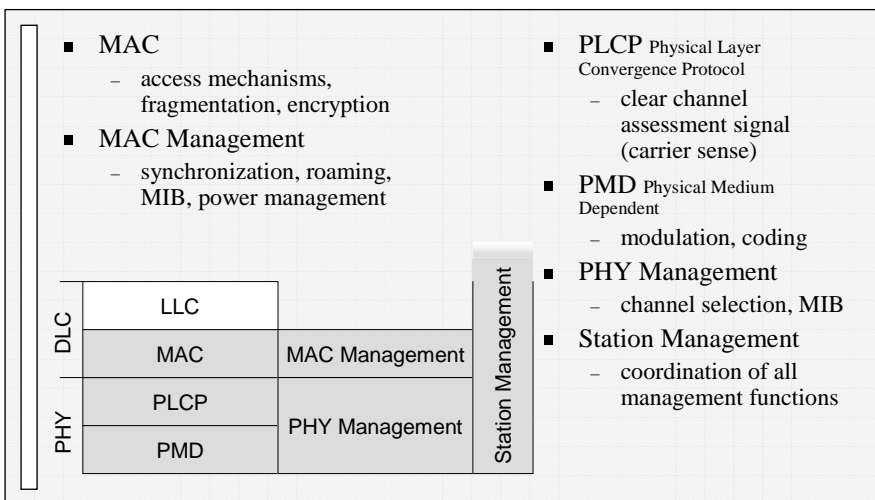 ■ MAC
– access mechanisms,
fragmentation, encryption
■ MAC Management
– synchronization, roaming,
MIB, power management
■ PLCP Physical Layer
Convergence Protocol
– clear channel
assessment signal
(carrier sense)
■ PMD Physical Medium
Dependent
– modulation, coding
■ PHY Management
– channel selection, MIB
■ Station Management
– coordination of all
management functions
DLC
LLC
MAC
MAC Management
PHY
PLCP
PMD
PHY Management
Station Management